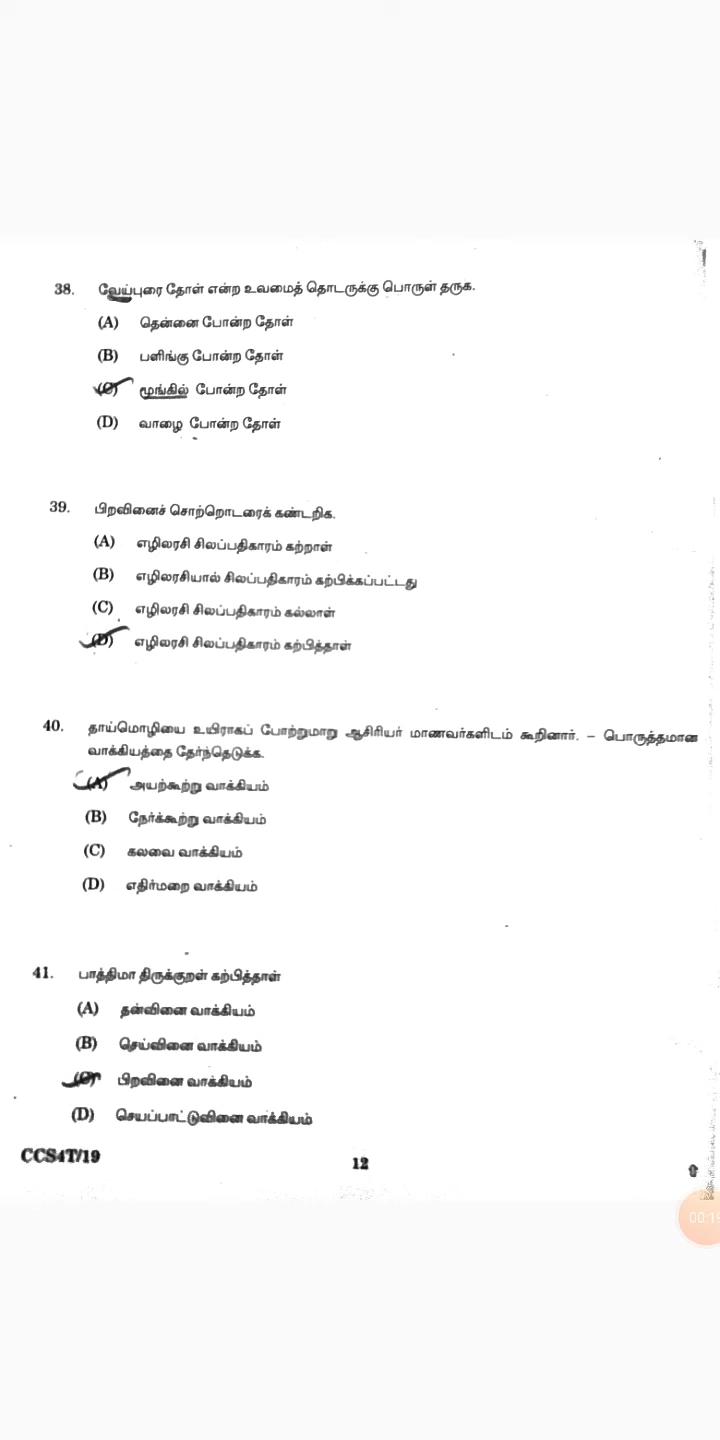 38. வேய்புரை தோள் என்ற உவமைத் தொடருக்கு பொருள் தருக.
(A) தென்னை போன்ற தோள்
(B) பளிங்கு போன்ற தோள்
(C) மூங்கில் போன்ற தோள்
(D) வாழை போன்ற தோள்
39. பிறவினைச் சொற்றொடரைக் கண்டறிக.
(A) எழிலரசி சிலப்பதிகாரம் கற்றாள்
(B) எழிலரசியால் சிலப்பதிகாரம் கற்பிக்கப்பட்டது
(C) எழிலரசி சிலப்பதிகாரம் கல்லாள்
(D) எழிலரசி சிலப்பதிகாரம் கற்பித்தாள்
40. தாய்மொழியை உயிராகப் போற்றுமாறு ஆசிரியர் மாணவர்களிடம் கூறினார். – பொருத்தமான
வாக்கியத்தை தேர்ந்தெடுக்க.
(A) அயற்கூற்று வாக்கியம்
(B) நேர்க்கூற்று வாக்கியம்
(C) கலவை வாக்கியம்
(D) எதிர்மறை வாக்கியம்
41. பாத்திமா திருக்குறள் கற்பித்தாள்
(A) தன்வினை வாக்கியம்
(B) செய்வினை வாக்கியம்
(C) பிறவினை வாக்கியம்
(D) செயப்பாட்டுவினை வாக்கியம்
CCS4T/19 12